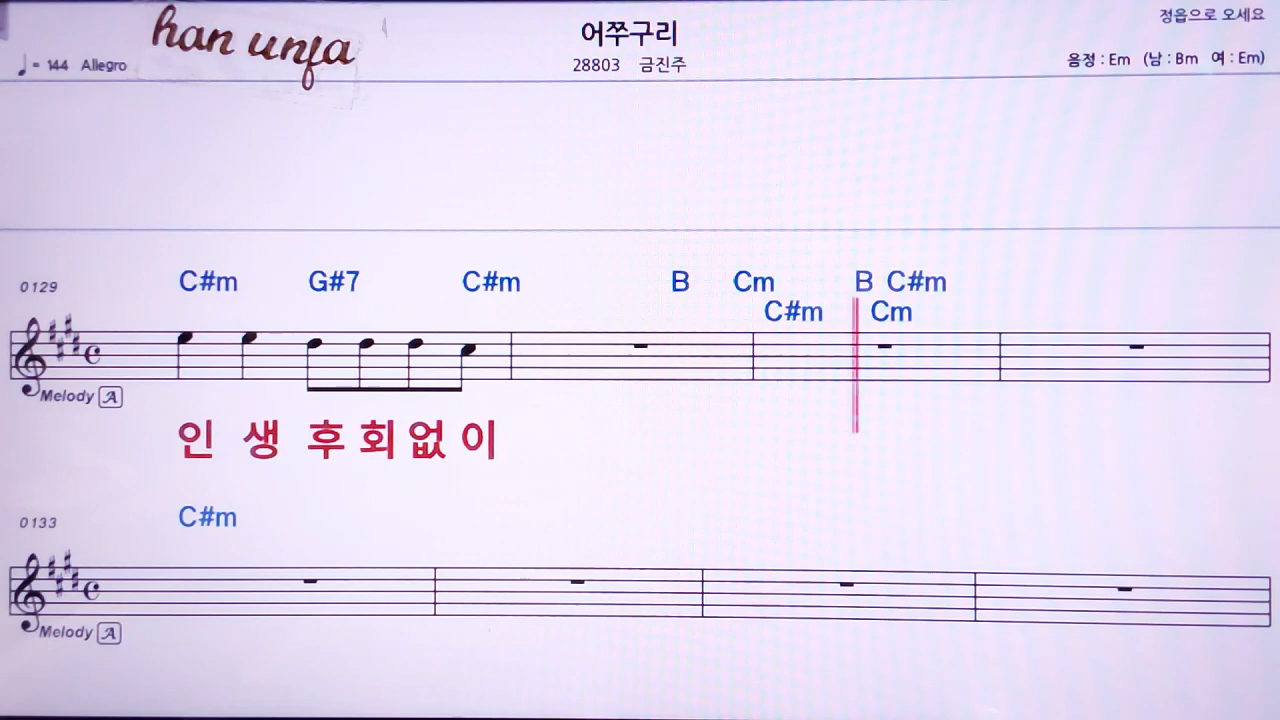 han unja
어쭈구리
정읍으로 오세요
♩= 144 Allegro
28803 금진주
음정 : Em (남 : Bm 여 : Em)
0129 C#m G#7 C#m B Cm B C#m
C#m Cm
Melody A
인 생 후 회 없 이
0133 C#m
Melody A